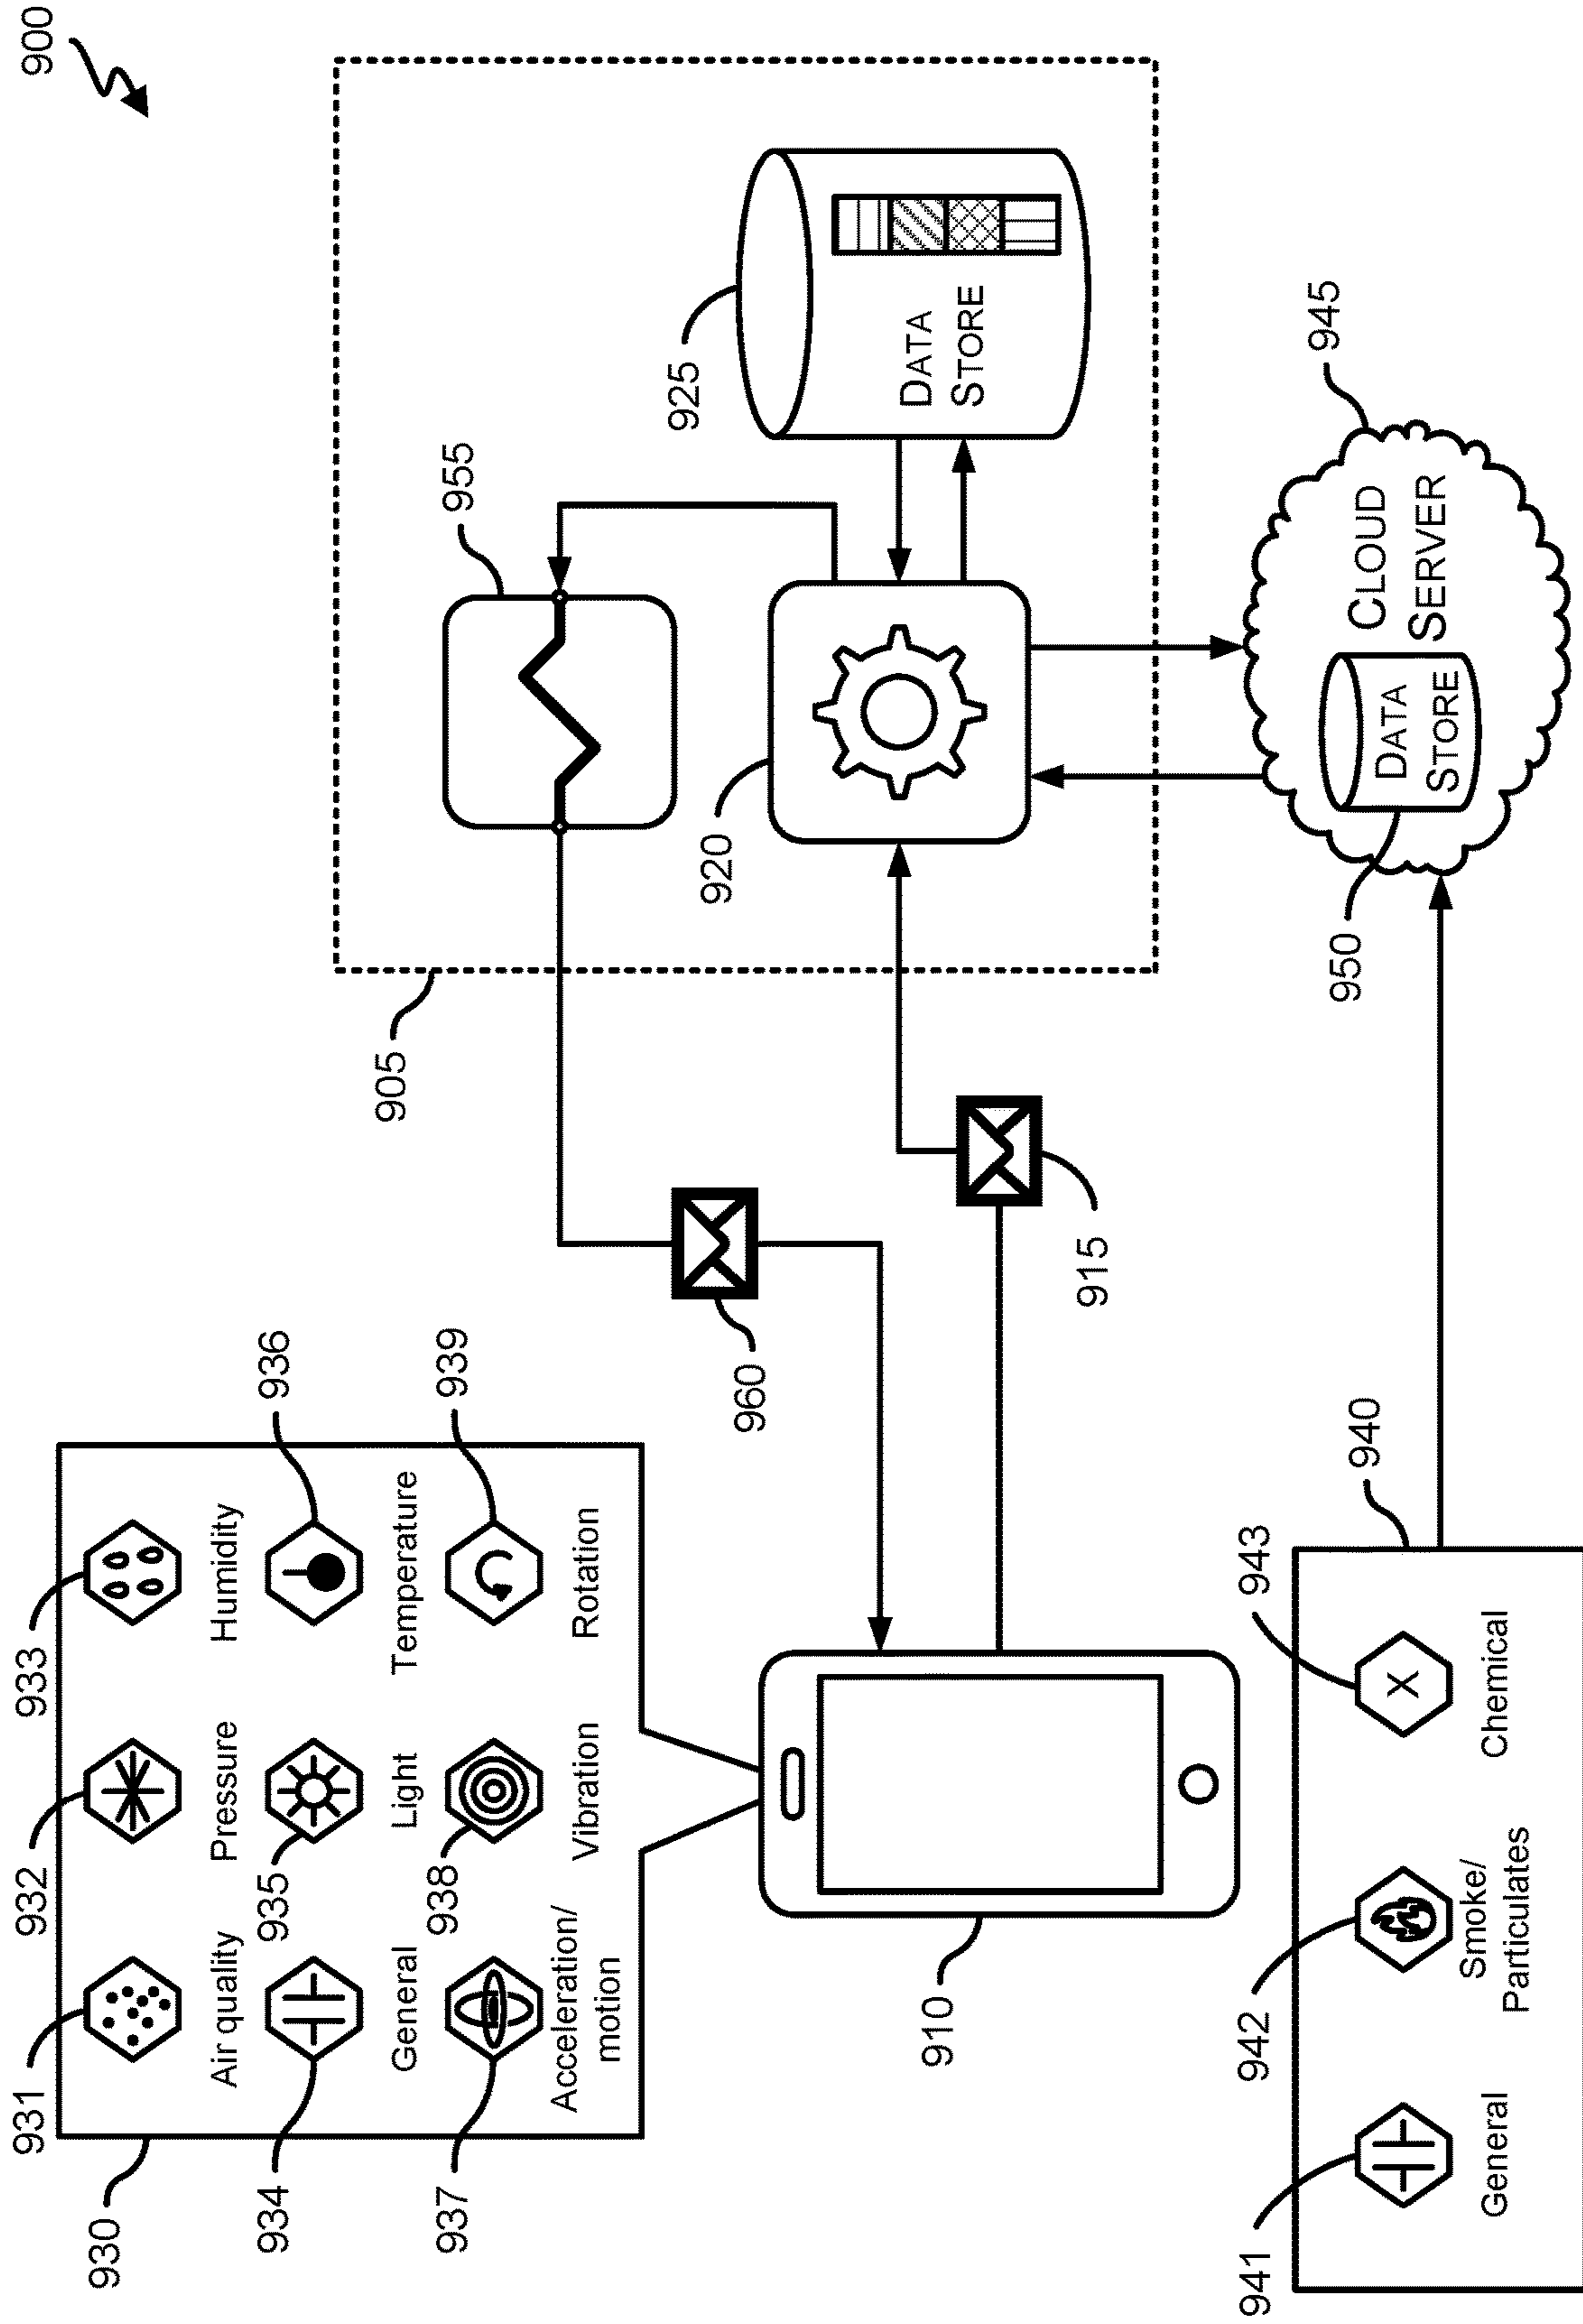 900
930
931
932
933
Air quality
Pressure
Humidity
934
935
936
General
Light
Temperature
937
938
939
Acceleration/
motion
Vibration
Rotation
910
960
915
905
955
920
925
DATA
STORE
940
941
942
943
General
Smoke/
Particulates
Chemical
950
945
DATA
STORE
CLOUD
SERVER
X